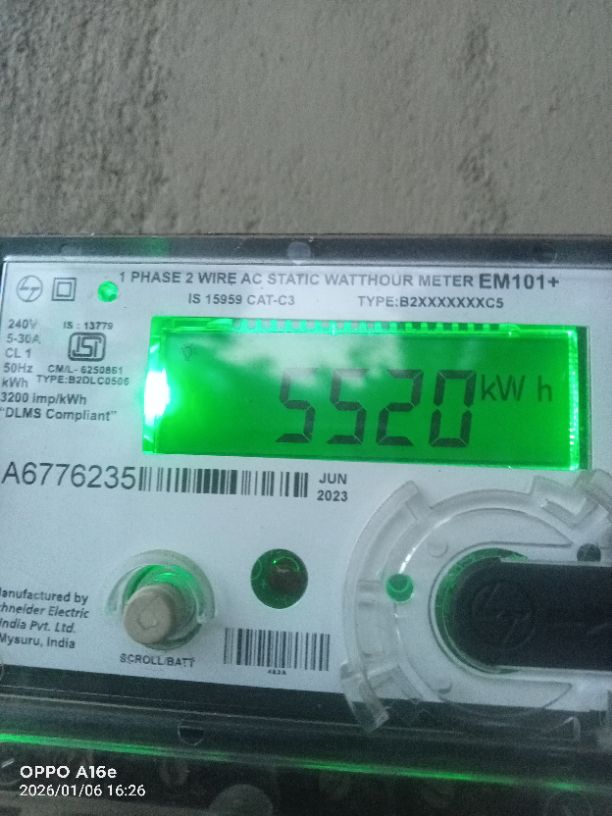 1 PHASE 2 WIRE AC STATIC WATTHOUR METER EM101+
IS 15959 CAT-C3 TYPE:B2XXXXXXXC5
240V
5-30A
CL 1
50Hz
kWh
3200 imp/kWh
"DLMS Compliant"
IS : 13779
ISI
CM/L- 6250861
TYPE:B2DLC0506
5520 kW h
A6776235
JUN
2023
anufactured by
chneider Electric
ndia Pvt. Ltd.
Mysuru, India
SCROLL/BATT
OPPO A16e
2026/01/06 16:26